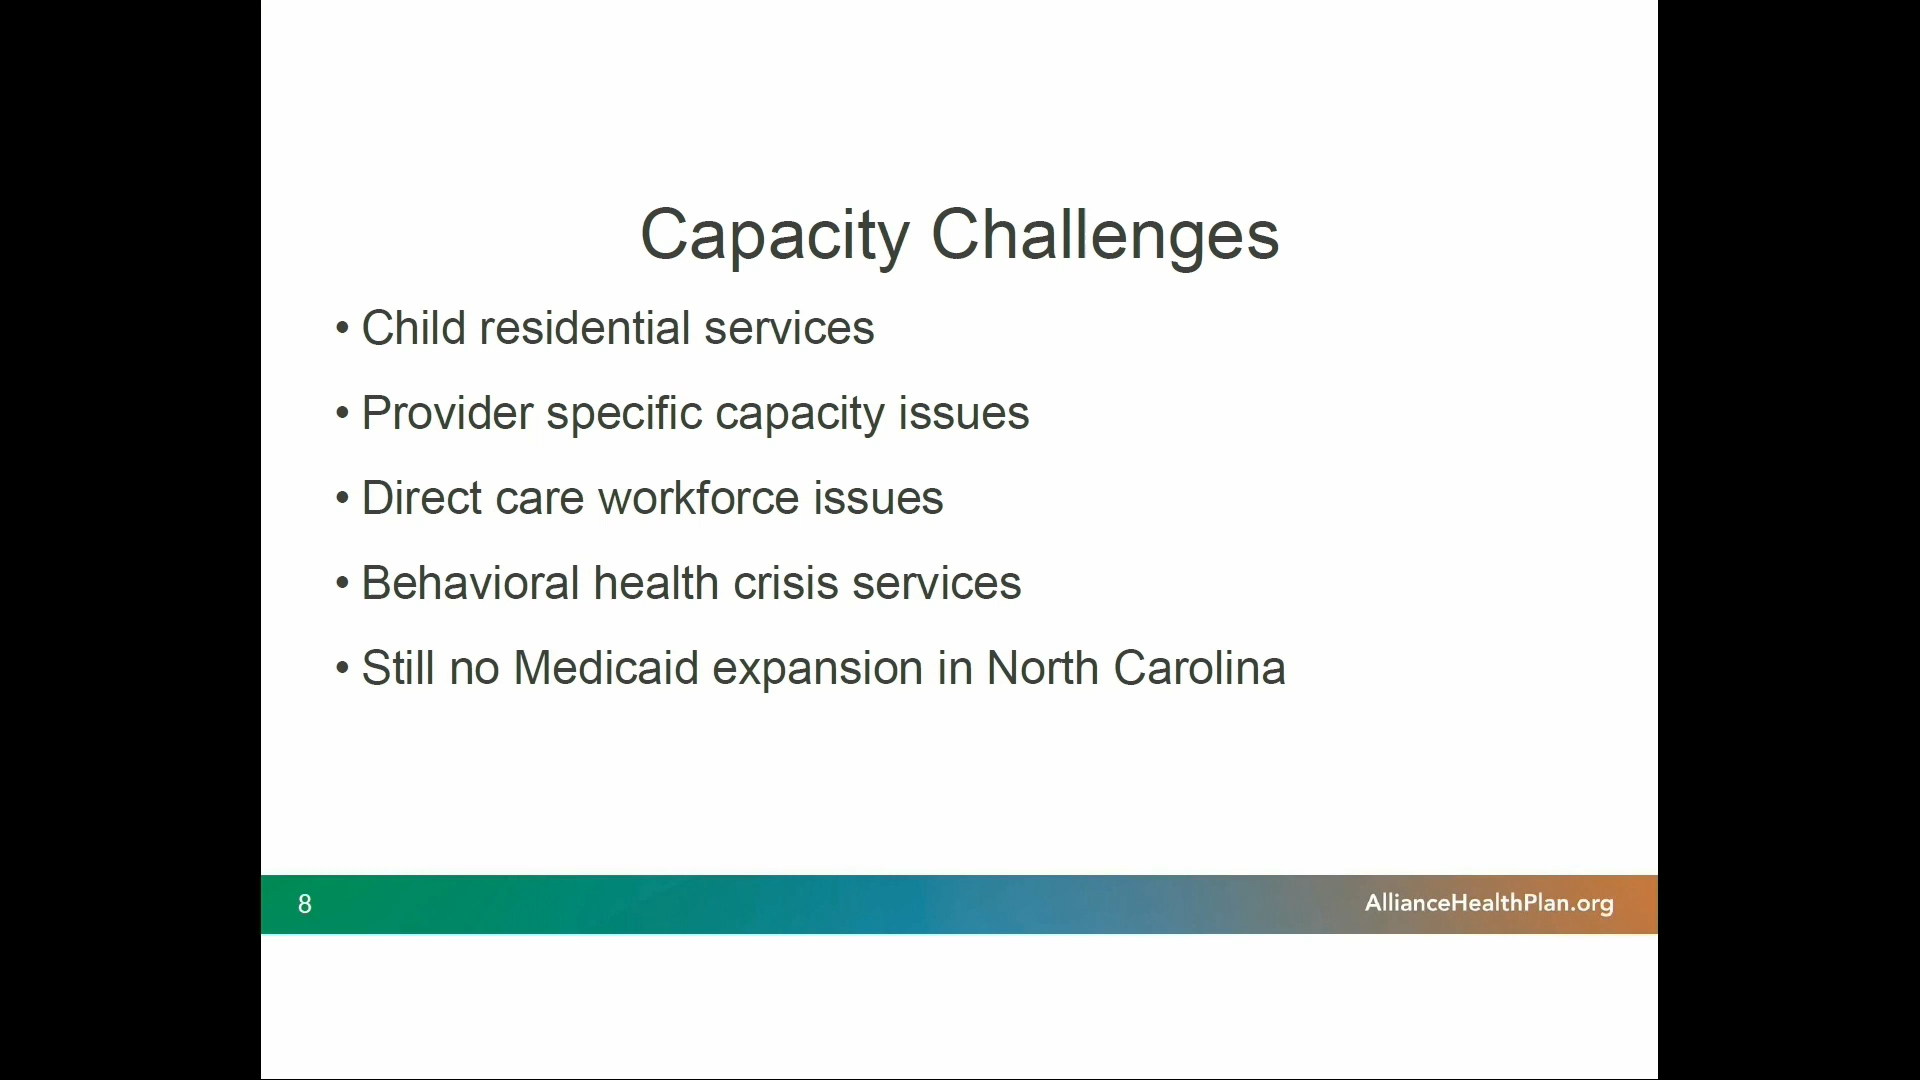 Capacity Challenges
• Child residential services
• Provider specific capacity issues
• Direct care workforce issues
• Behavioral health crisis services
• Still no Medicaid expansion in North Carolina
8
AllianceHealthPlan.org